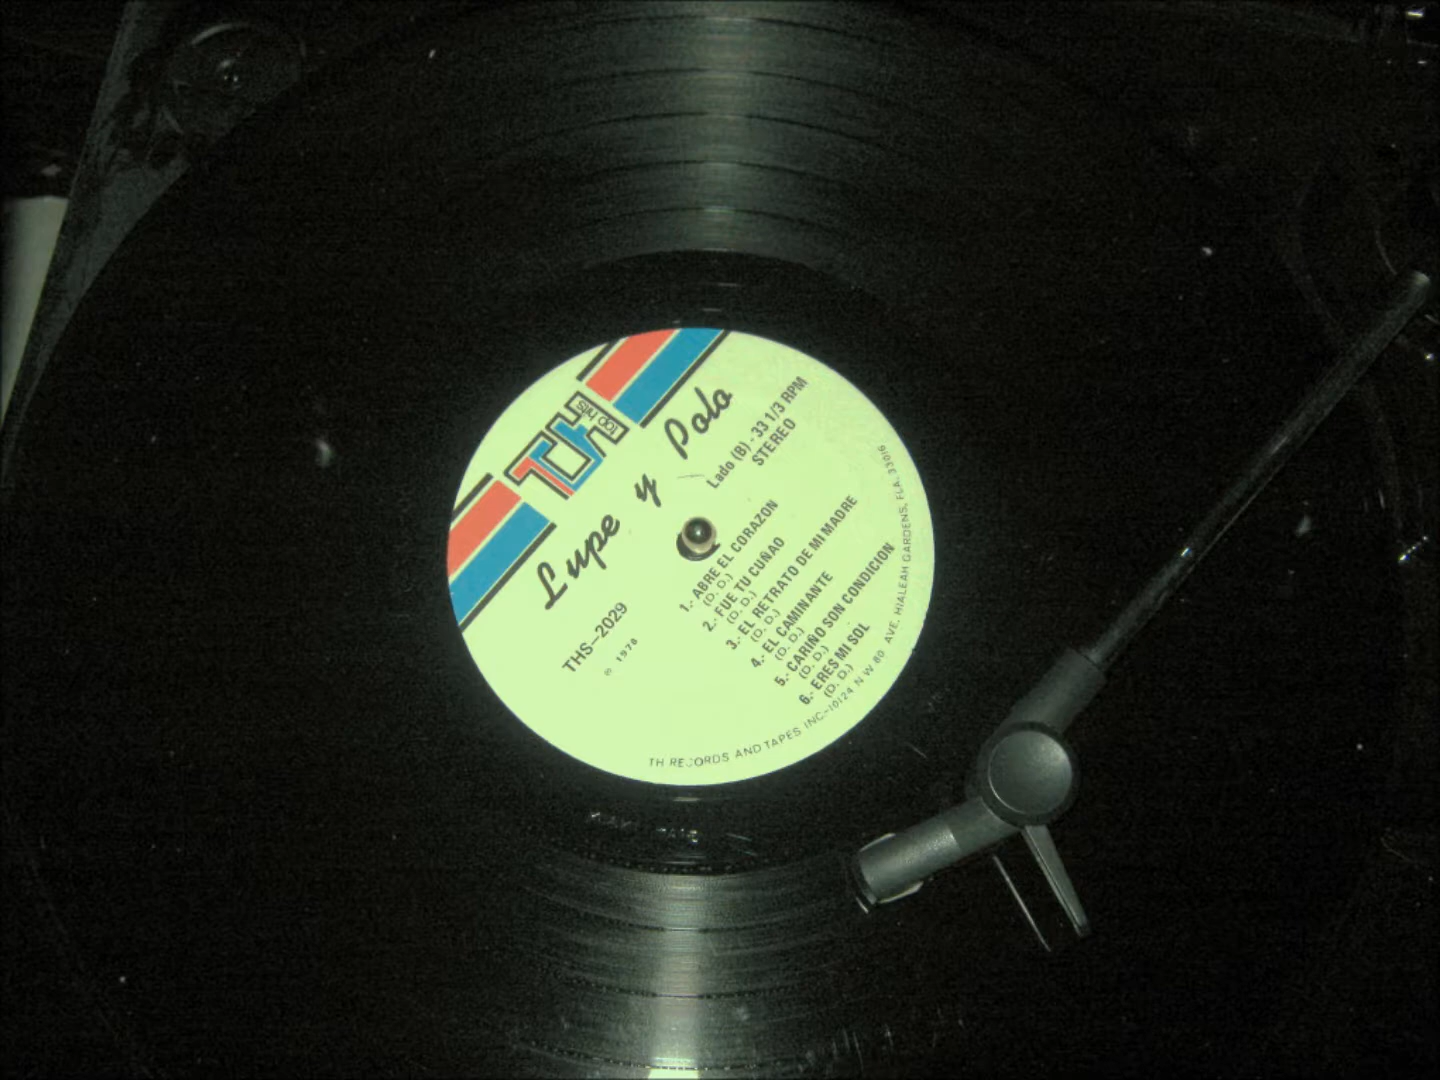 TH
top hits
Lupe y Polo
Lado (B) - 33 1/3 RPM
STEREO
THS-2029
℗ 1978
1.- ABRE EL CORAZON
(D. D.)
2.- FUE TU CUÑAO
(D. D.)
3.- EL RETRATO DE MI MADRE
(D. D.)
4.- EL CAMINANTE
(D. D.)
5.- CARIÑO SON CONDICION
(D. D.)
6.- ERES MI SOL
(D. D.)
TH RECORDS AND TAPES INC.-10124 N W 80 AVE. HIALEAH GARDENS, FLA. 33016